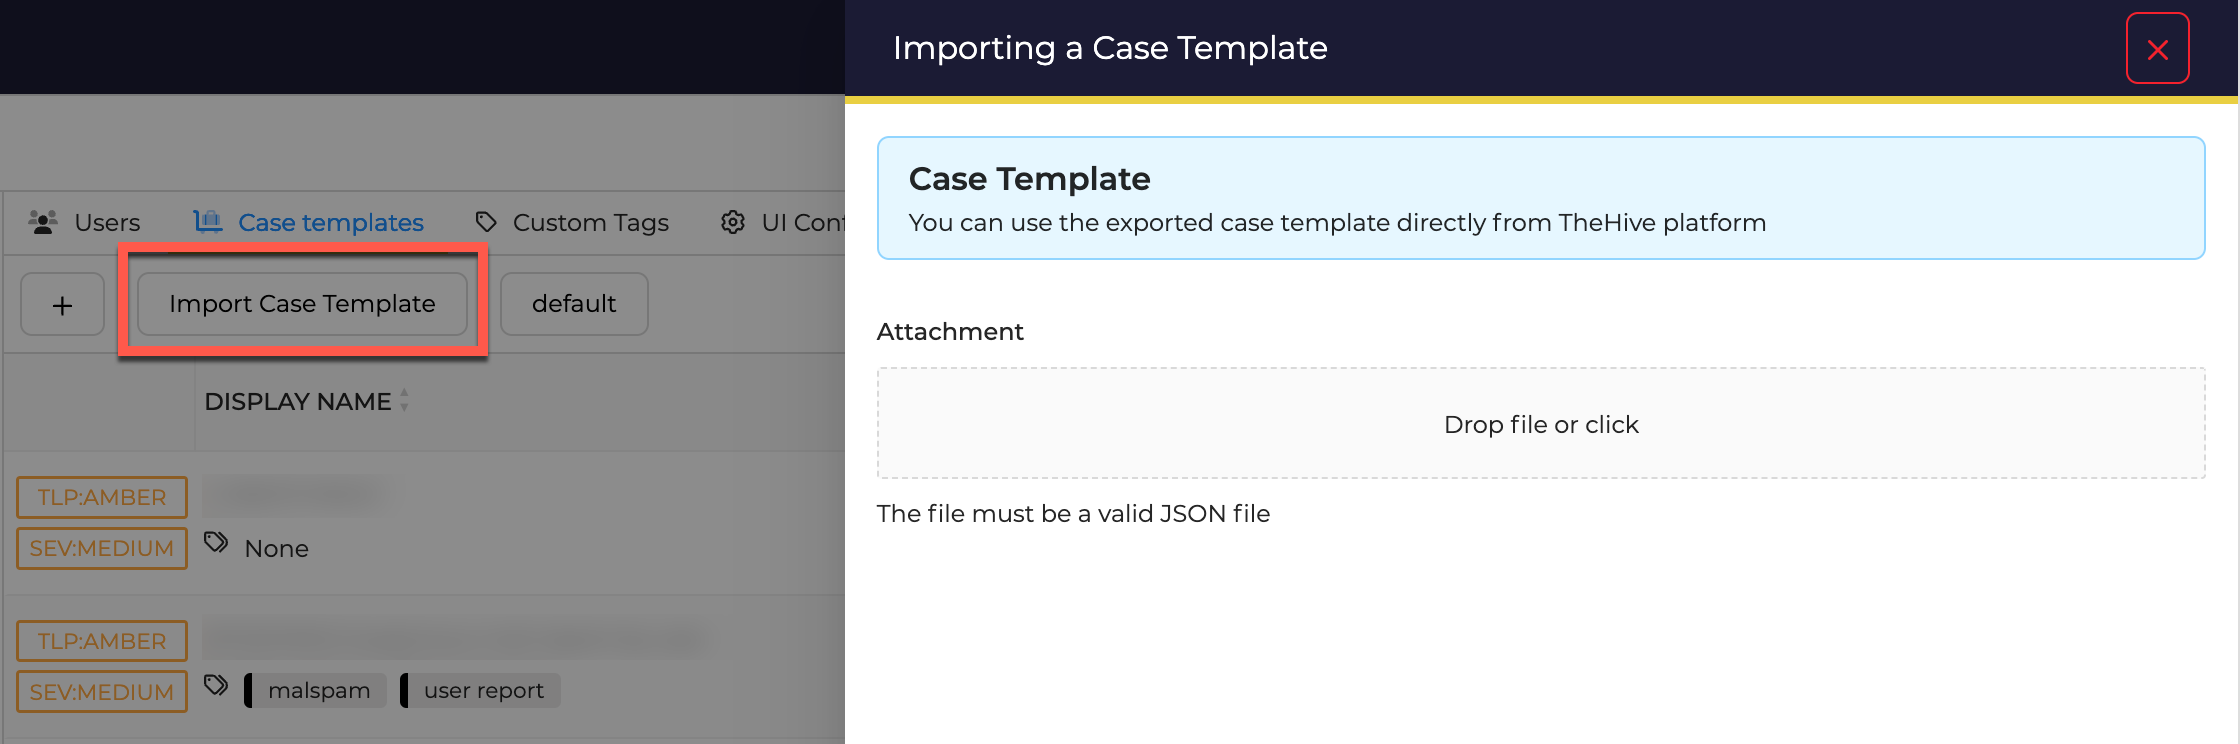 Importing a Case Template
Case Template
You can use the exported case template directly from TheHive platform
Attachment
Drop file or click
The file must be a valid JSON file
Users
Case templates
Custom Tags
UI Conf
+
Import Case Template
default
DISPLAY NAME
TLP:AMBER
SEV:MEDIUM
None
TLP:AMBER
SEV:MEDIUM
malspam
user report